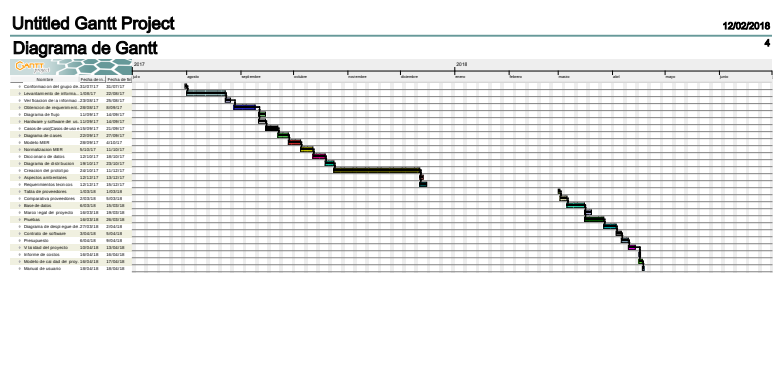 Untitled Gantt Project
12/02/2018
Diagrama de Gantt
4
GANTT
project
2017
2018
Nombre Fecha de in.. Fecha de fin
julio agosto septiembre octubre noviembre diciembre enero febrero marzo abril mayo junio
Conformacion del grupo de.. 31/07/17 31/07/17
Levantamiento de informa.. 1/08/17 22/08/17
Verificacion de la informac.. 23/08/17 25/08/17
Obtencion de requerimient.. 28/08/17 8/09/17
Diagrama de flujo 11/09/17 14/09/17
Hardware y software del us.. 11/09/17 14/09/17
Casos de uso(Casos de uso e.. 15/09/17 21/09/17
Diagrama de clases 22/09/17 27/09/17
Modelo MER 28/09/17 4/10/17
Normalizacion MER 5/10/17 11/10/17
Diccionario de datos 12/10/17 18/10/17
Diagrama de distribucion 19/10/17 23/10/17
Creacion del prototipo 24/10/17 11/12/17
Aspectos ambientales 12/12/17 13/12/17
Requerimientos tecnicos 12/12/17 15/12/17
Tabla de proveedores 1/03/18 1/03/18
Comparativa proveedores 2/03/18 5/03/18
Base de datos 6/03/18 15/03/18
Marco legal del proyecto 16/03/18 19/03/18
Pruebas 16/03/18 26/03/18
Diagrama de despliegue de.. 27/03/18 2/04/18
Contrato de software 3/04/18 5/04/18
Presupuesto 6/04/18 9/04/18
Viabilidad del proyecto 10/04/18 13/04/18
Informe de costos 16/04/18 16/04/18
Modelo de calidad del proy.. 16/04/18 17/04/18
Manual de usuario 18/04/18 18/04/18